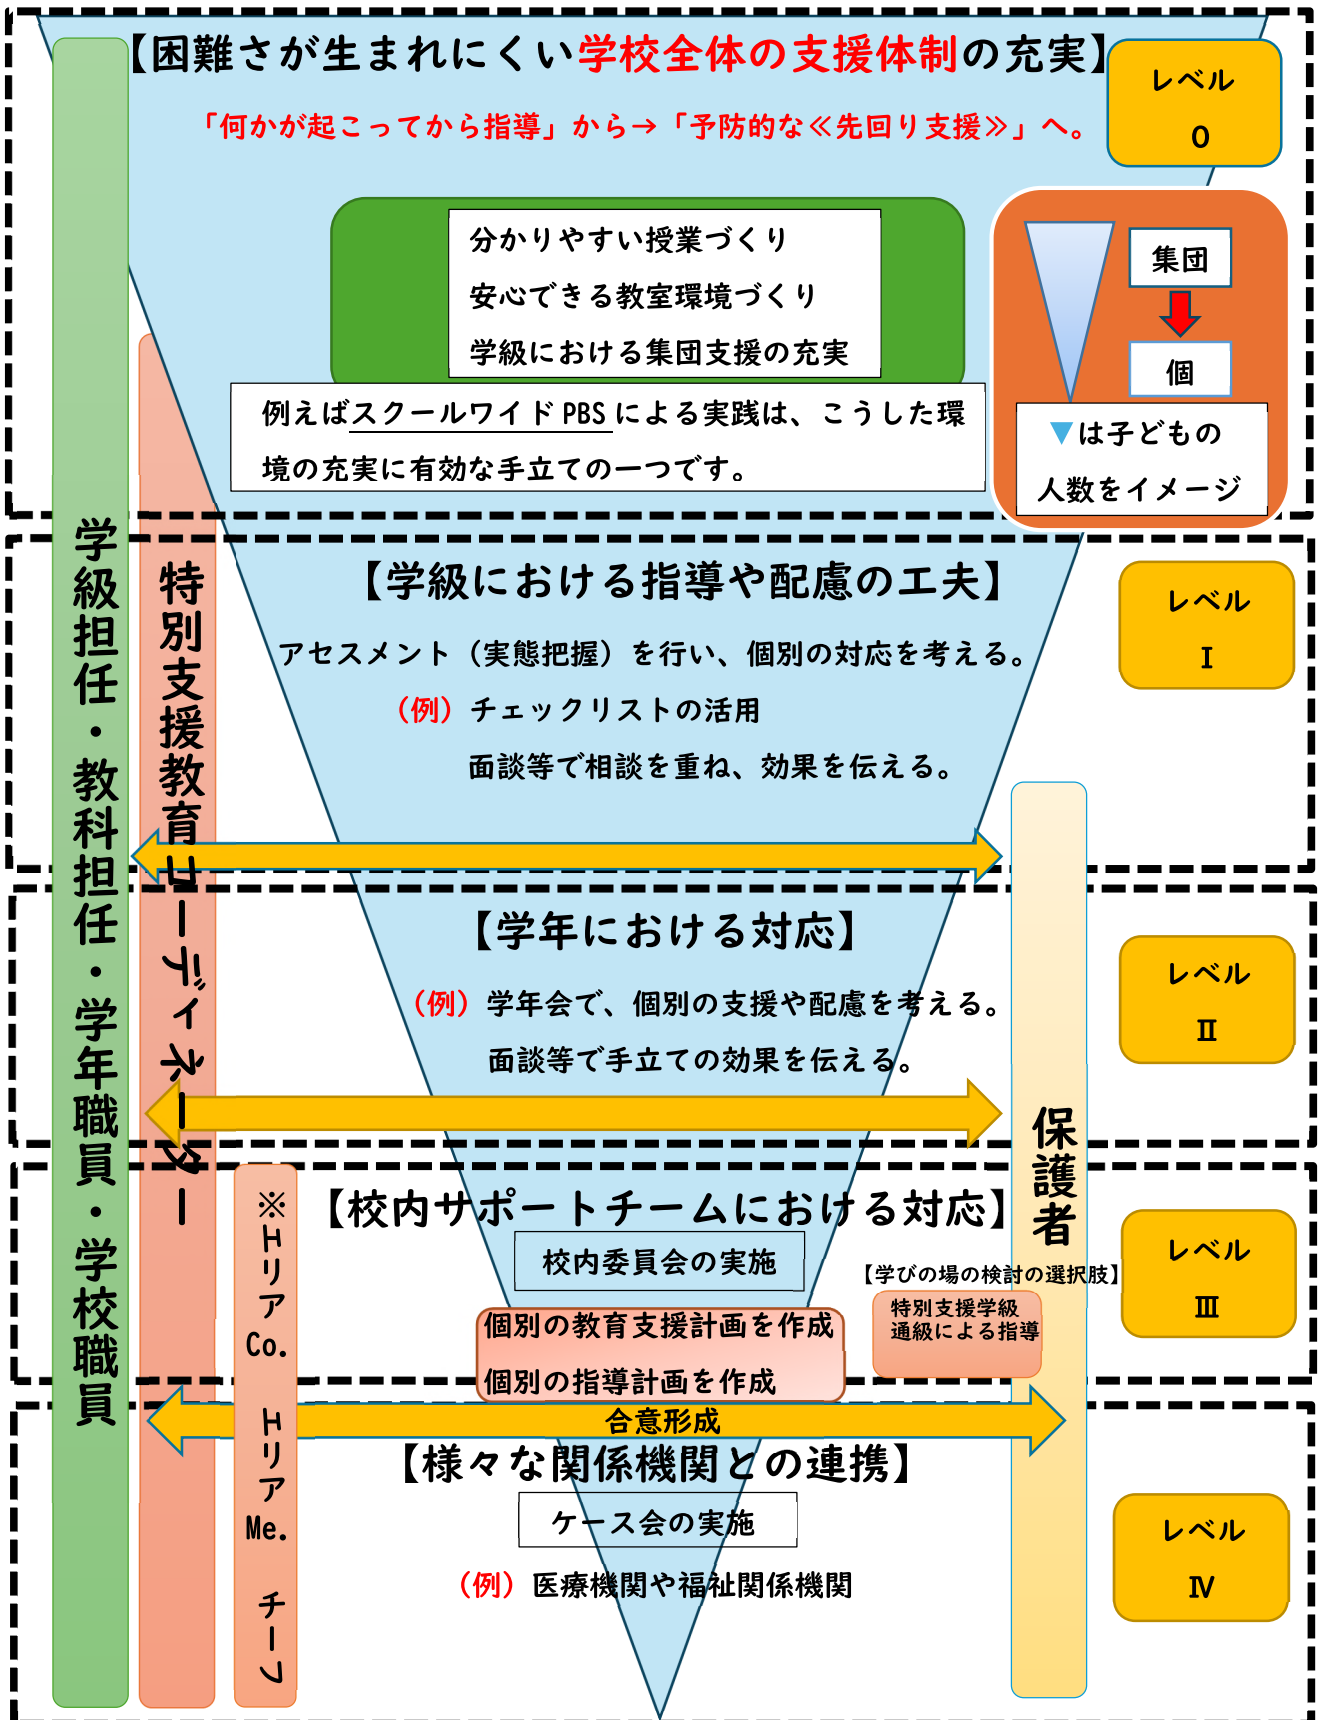 【困難さが生まれにくい学校全体の支援体制の充実】
レベル
0
「何かが起こってから指導」から→「予防的な≪先回り支援≫」へ。
分かりやすい授業づくり
安心できる教室環境づくり
学級における集団支援の充実
集団
個
▼は子どもの
人数をイメージ
例えばスクールワイドPBSによる実践は、こうした環
境の充実に有効な手立ての一つです。
学級担任・教科担任・学年職員・学校職員
特別支援教育コーディネーター
【学級における指導や配慮の工夫】
レベル
Ⅰ
アセスメント（実態把握）を行い、個別の対応を考える。
（例）チェックリストの活用
面談等で相談を重ね、効果を伝える。
保護者
【学年における対応】
レベル
Ⅱ
（例）学年会で、個別の支援や配慮を考える。
面談等で手立ての効果を伝える。
※エリアCo.　エリアMe.　チーフ
【校内サポートチームにおける対応】
レベル
Ⅲ
校内委員会の実施
【学びの場の検討の選択肢】
特別支援学級
通級による指導
個別の教育支援計画を作成
個別の指導計画を作成
合意形成
【様々な関係機関との連携】
レベル
Ⅳ
ケース会の実施
（例）医療機関や福祉関係機関